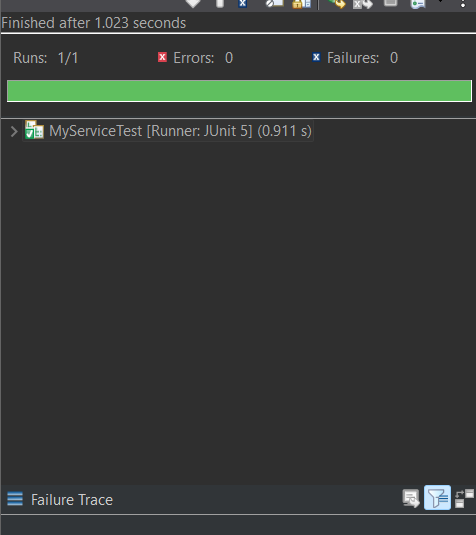 Finished after 1.023 seconds
Runs: 1/1 Errors: 0 Failures: 0
MyServiceTest [Runner: JUnit 5] (0.911 s)
Failure Trace